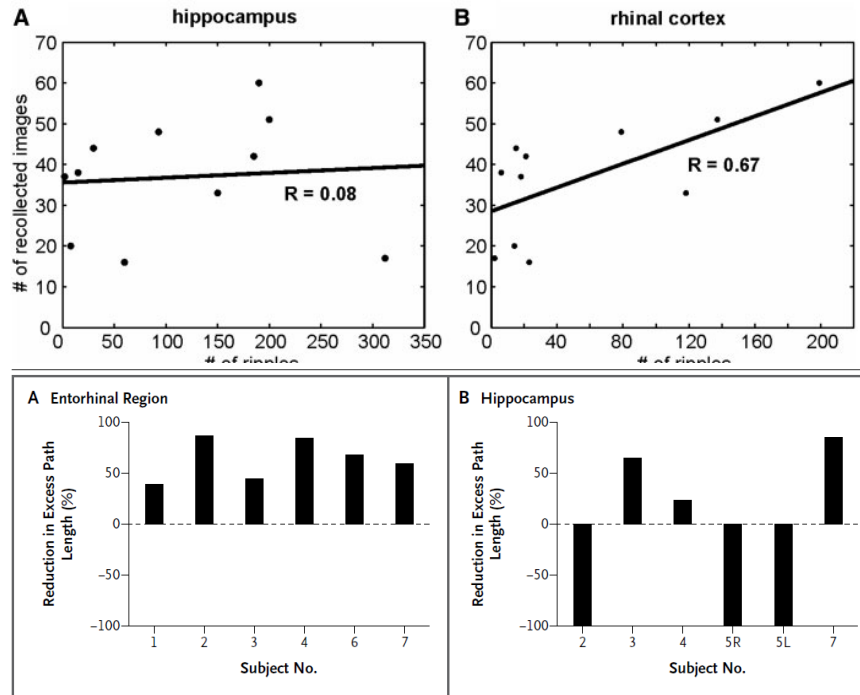 A hippocampus
# of recollected images
70
60
50
40
30
20
10
0
R = 0.08
0 50 100 150 200 250 300 350
# of ripples
B rhinal cortex
70
60
50
40
30
20
10
0
R = 0.67
0 40 80 120 160 200
# of ripples
A Entorhinal Region
Reduction in Excess Path
Length (%)
100
50
0
−50
−100
1 2 3 4 6 7
Subject No.
B Hippocampus
Reduction in Excess Path
Length (%)
100
50
0
−50
−100
2 3 4 5R 5L 7
Subject No.